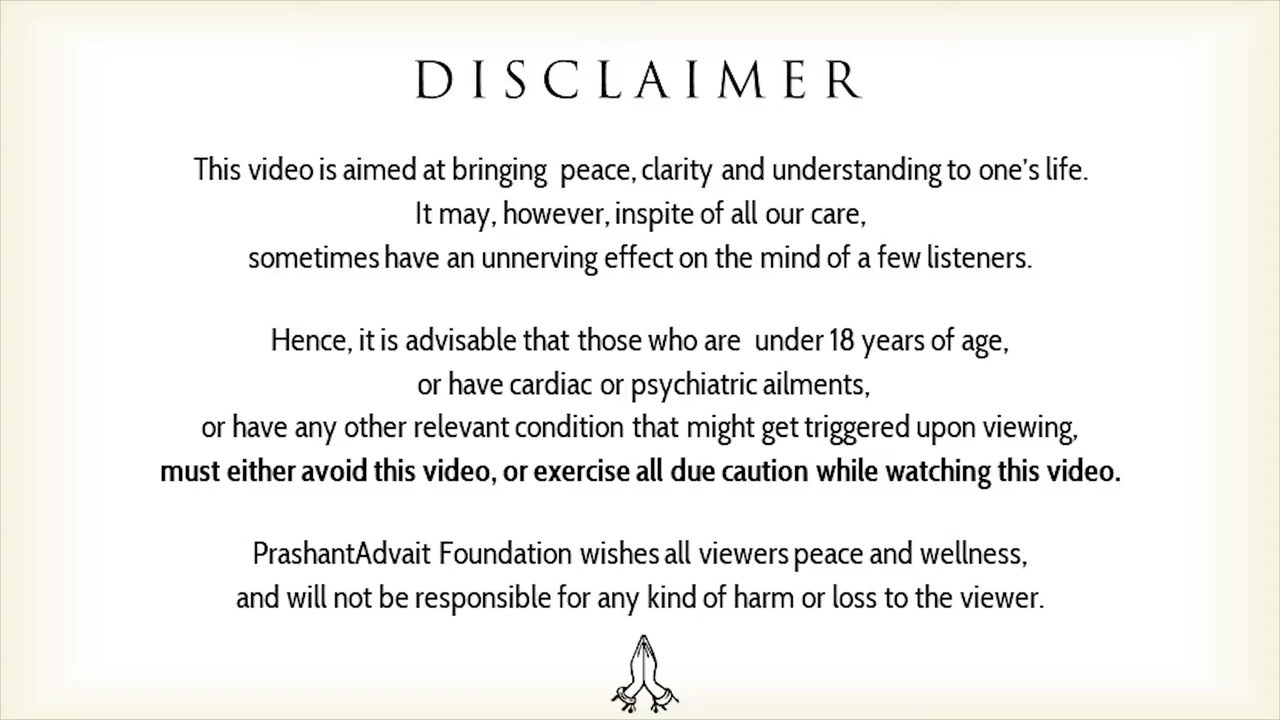 DISCLAIMER
This video is aimed at bringing peace, clarity and understanding to one's life.
It may, however, inspite of all our care,
sometimes have an unnerving effect on the mind of a few listeners.
Hence, it is advisable that those who are under 18 years of age,
or have cardiac or psychiatric ailments,
or have any other relevant condition that might get triggered upon viewing,
must either avoid this video, or exercise all due caution while watching this video.
PrashantAdvait Foundation wishes all viewers peace and wellness,
and will not be responsible for any kind of harm or loss to the viewer.